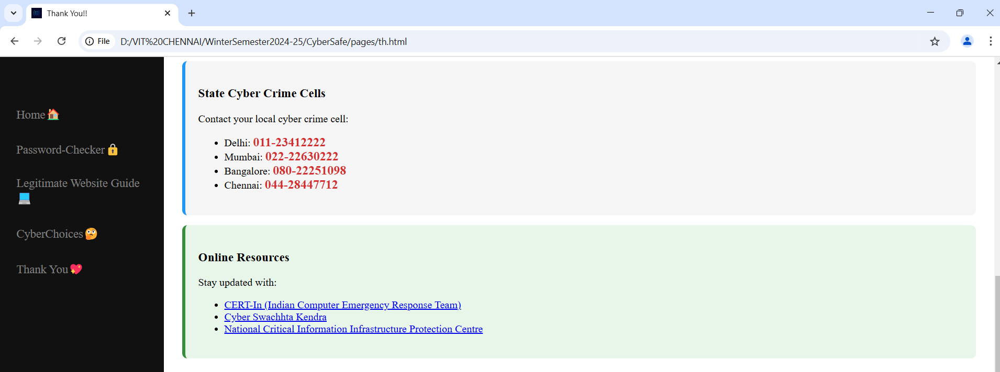 Thank You!!
File
D:/VIT%20CHENNAI/WinterSemester2024-25/CyberSafe/pages/th.html
Home
Password-Checker
Legitimate Website Guide
CyberChoices
Thank You
State Cyber Crime Cells
Contact your local cyber crime cell:
Delhi: 011-23412222
Mumbai: 022-22630222
Bangalore: 080-22251098
Chennai: 044-28447712
Online Resources
Stay updated with:
CERT-In (Indian Computer Emergency Response Team)
Cyber Swachhta Kendra
National Critical Information Infrastructure Protection Centre